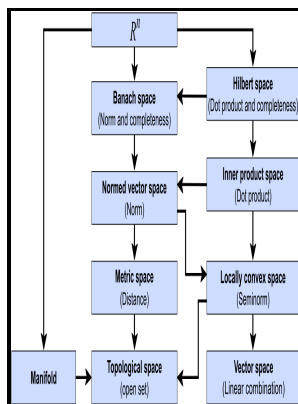 Rⁿ
Hilbert space
(Dot product and completeness)
Banach space
(Norm and completeness)
Inner product space
(Dot product)
Normed vector space
(Norm)
Metric space
(Distance)
Locally convex space
(Seminorm)
Manifold
Topological space
(open set)
Vector space
(Linear combination)